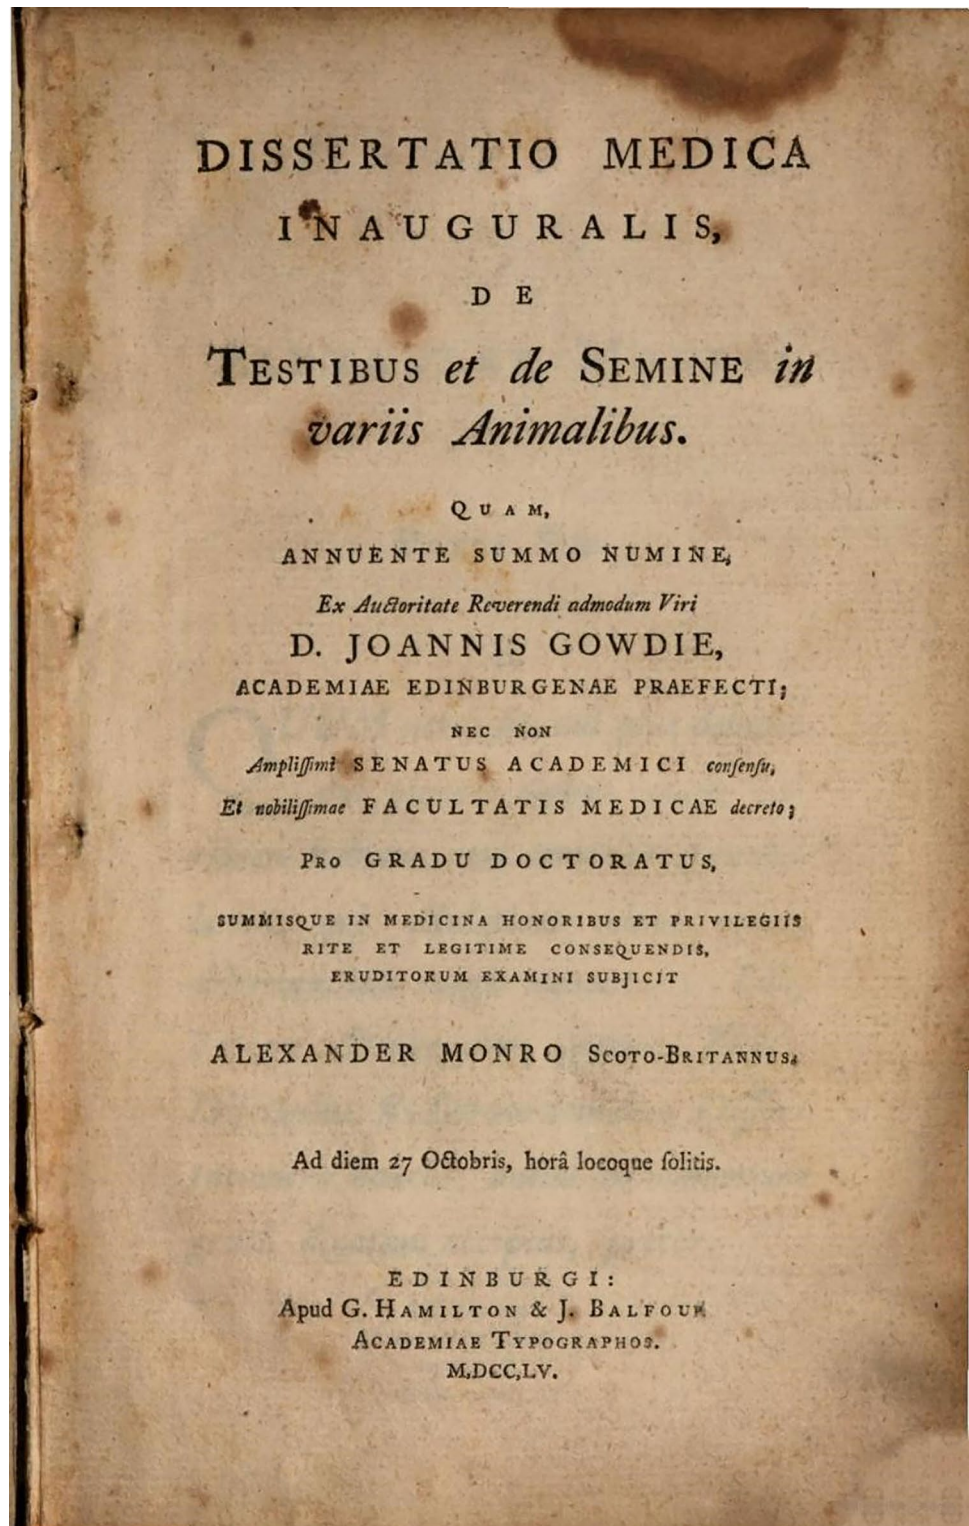 DISSERTATIO MEDICA
INAUGURALIS,
DE
TESTIBUS et de SEMINE in
variis Animalibus.
QUAM,
ANNUENTE SUMMO NUMINE,
Ex Auctoritate Reverendi admodum Viri
D. JOANNIS GOWDIE,
ACADEMIAE EDINBURGENAE PRAEFECTI;
NEC NON
Ampliſſimi SENATUS ACADEMICI conſenſu,
Et nobiliſſimae FACULTATIS MEDICAE decreto;
PRO GRADU DOCTORATUS,
SUMMISQUE IN MEDICINA HONORIBUS ET PRIVILEGIIS
RITE ET LEGITIME CONSEQUENDIS,
ERUDITORUM EXAMINI SUBJICIT
ALEXANDER MONRO SCOTO-BRITANNUS.
Ad diem 27 Octobris, horâ locoque ſolitis.
EDINBURGI:
Apud G. HAMILTON & J. BALFOUR
ACADEMIAE TYPOGRAPHOS.
M,DCC,LV.